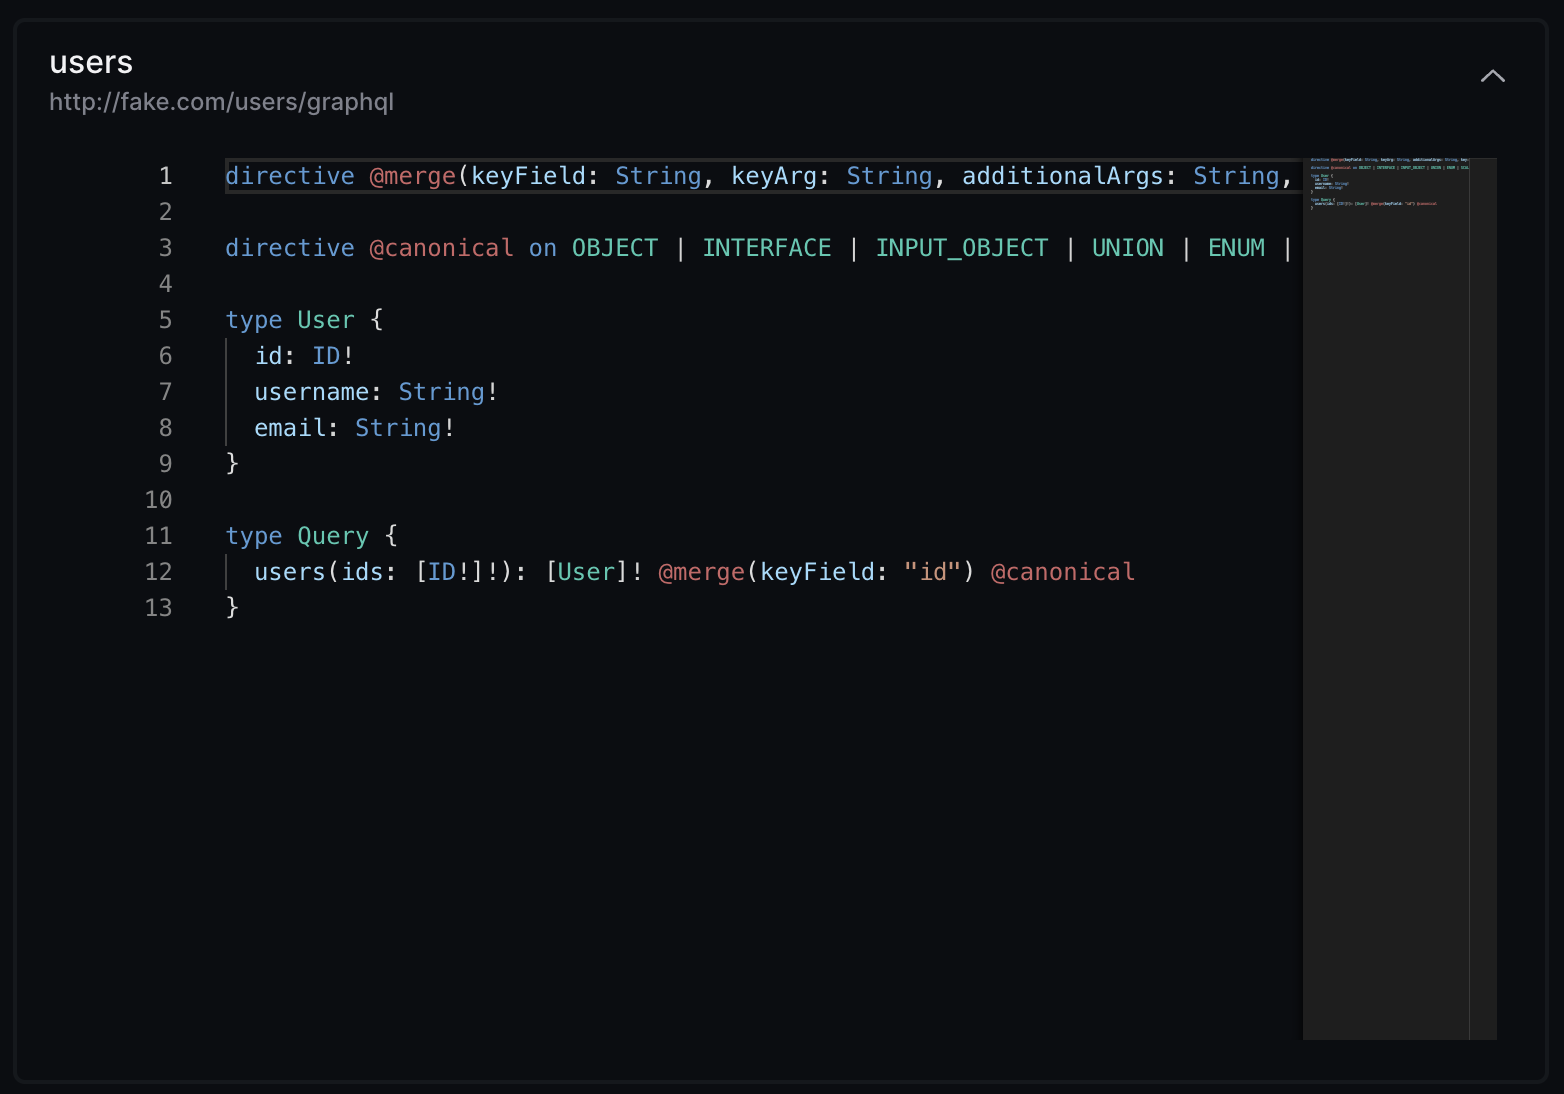 users
http://fake.com/users/graphql
1 directive @merge(keyField: String, keyArg: String, additionalArgs: String,
2
3 directive @canonical on OBJECT | INTERFACE | INPUT_OBJECT | UNION | ENUM |
4
5 type User {
6   id: ID!
7   username: String!
8   email: String!
9 }
10
11 type Query {
12   users(ids: [ID!]!): [User]! @merge(keyField: "id") @canonical
13 }